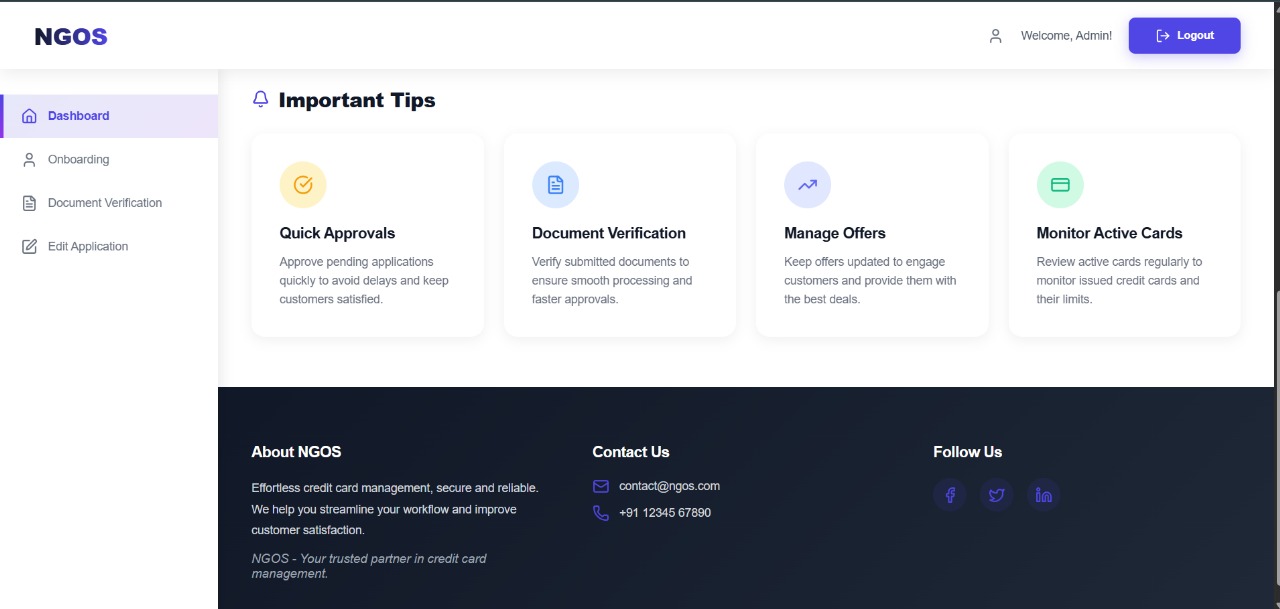 NGOS
Welcome, Admin!
Logout
Dashboard
Onboarding
Document Verification
Edit Application
Important Tips
Quick Approvals
Approve pending applications
quickly to avoid delays and keep
customers satisfied.
Document Verification
Verify submitted documents to
ensure smooth processing and
faster approvals.
Manage Offers
Keep offers updated to engage
customers and provide them with
the best deals.
Monitor Active Cards
Review active cards regularly to
monitor issued credit cards and
their limits.
About NGOS
Effortless credit card management, secure and reliable.
We help you streamline your workflow and improve
customer satisfaction.
NGOS - Your trusted partner in credit card
management.
Contact Us
contact@ngos.com
+91 12345 67890
Follow Us